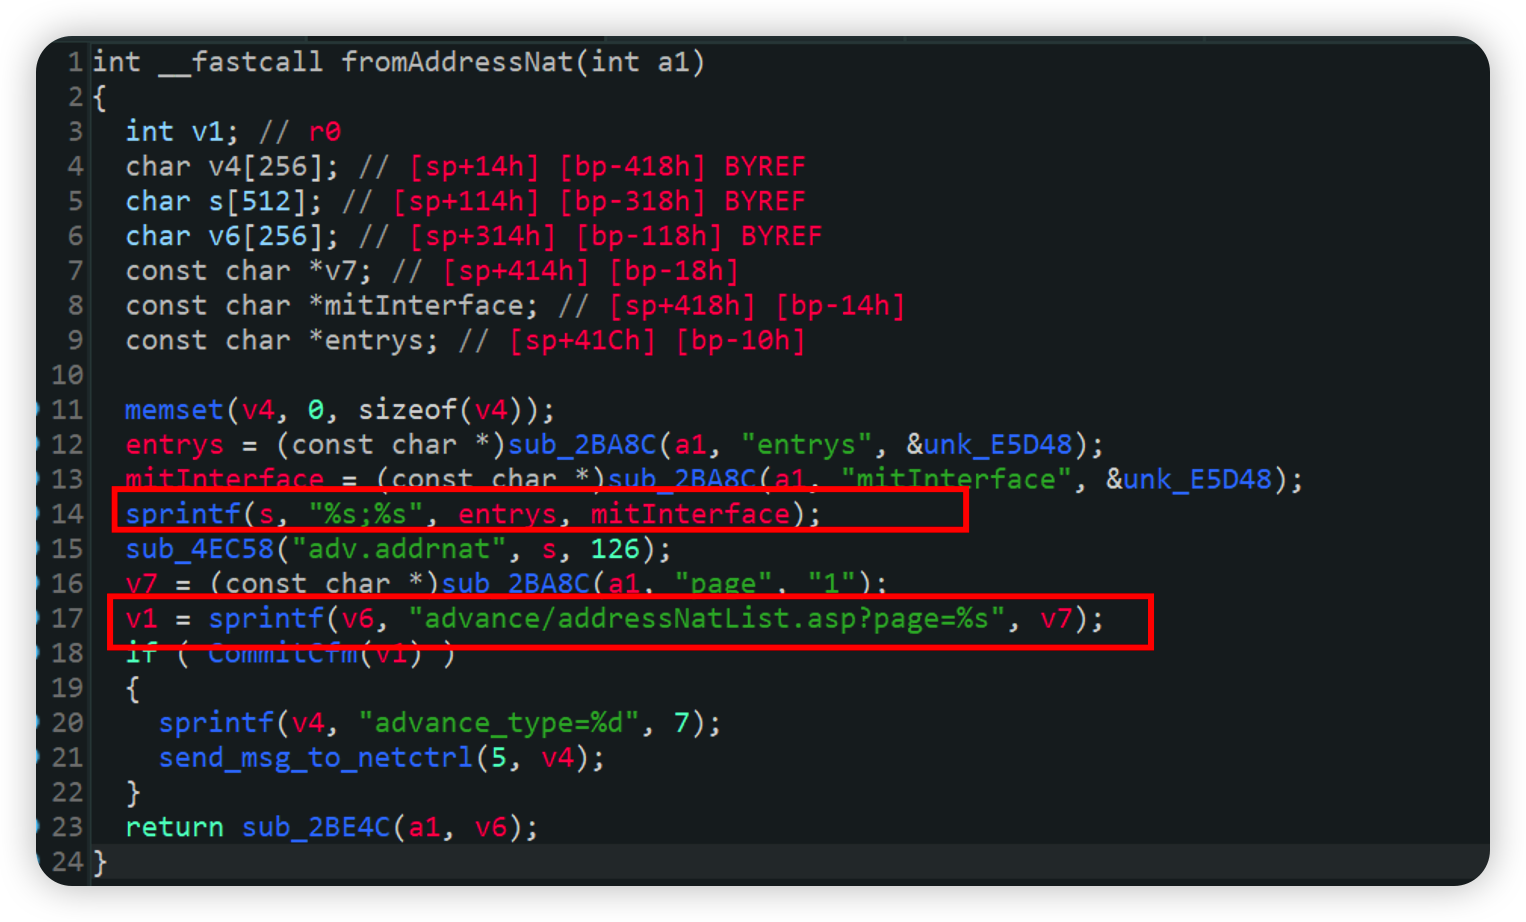 1 int __fastcall fromAddressNat(int a1)
2 {
3 int v1; // r0
4 char v4[256]; // [sp+14h] [bp-418h] BYREF
5 char s[512]; // [sp+114h] [bp-318h] BYREF
6 char v6[256]; // [sp+314h] [bp-118h] BYREF
7 const char *v7; // [sp+414h] [bp-18h]
8 const char *mitInterface; // [sp+418h] [bp-14h]
9 const char *entrys; // [sp+41Ch] [bp-10h]
10
11 memset(v4, 0, sizeof(v4));
12 entrys = (const char *)sub_2BA8C(a1, "entrys", &unk_E5D48);
13 mitInterface = (const char *)sub_2BA8C(a1, "mitInterface", &unk_E5D48);
14 sprintf(s, "%s;%s", entrys, mitInterface);
15 sub_4EC58("adv.addrnat", s, 126);
16 v7 = (const char *)sub_2BA8C(a1, "page", "1");
17 v1 = sprintf(v6, "advance/addressNatList.asp?page=%s", v7);
18 if ( CommitCfm(v1) )
19 {
20 sprintf(v4, "advance_type=%d", 7);
21 send_msg_to_netctrl(5, v4);
22 }
23 return sub_2BE4C(a1, v6);
24 }